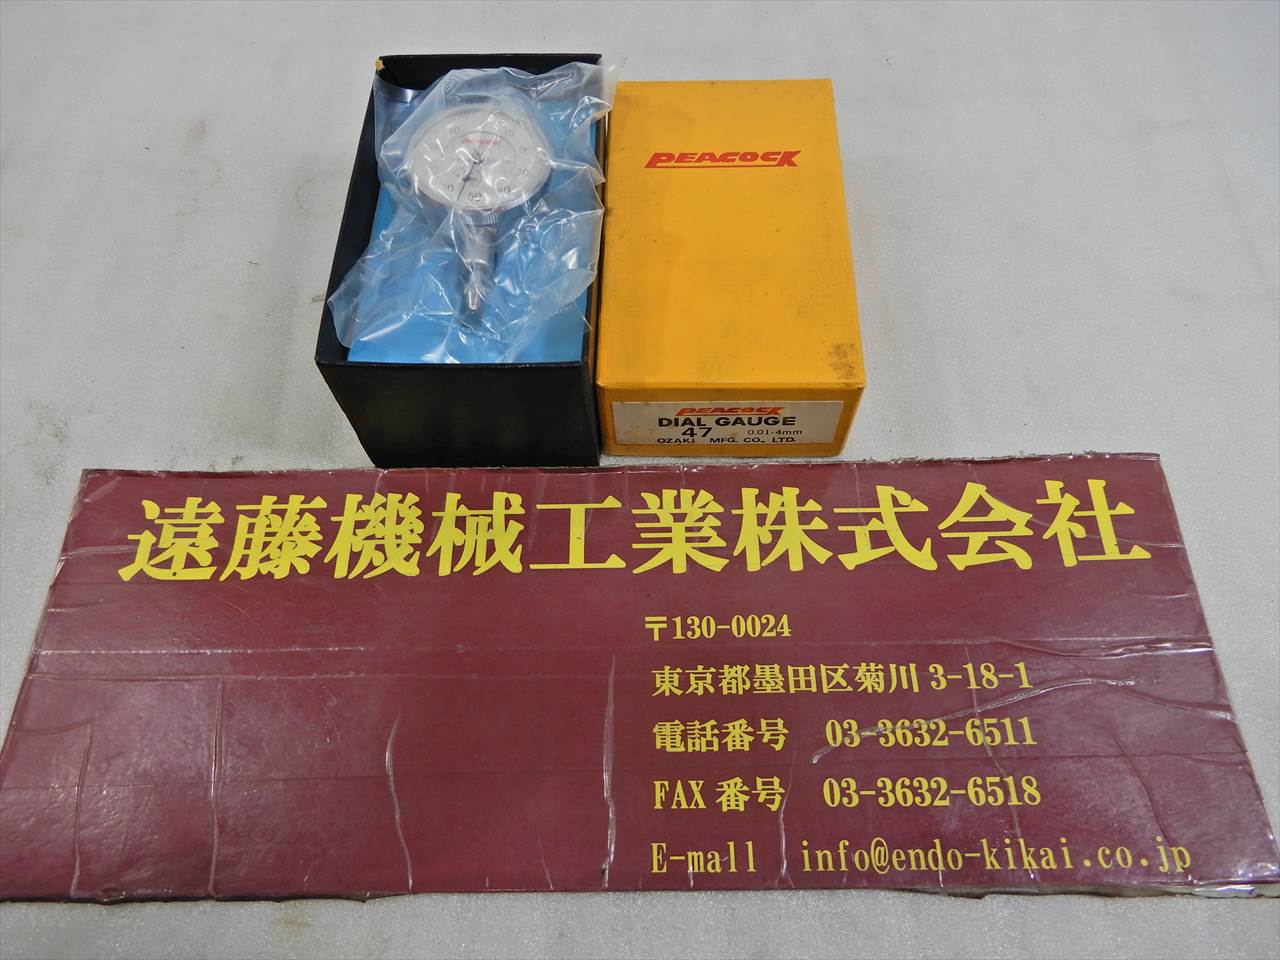 PEACOCK
50
PEACOCK
PEACOCK
DIAL GAUGE
47 0.01-4mm
OZAKI MFG. CO., LTD.
遠藤機械工業株式会社
〒130-0024
東京都墨田区菊川 3-18-1
電話番号 03-3632-6511
FAX 番号 03-3632-6518
E-mall info@endo-kikai.co.jp